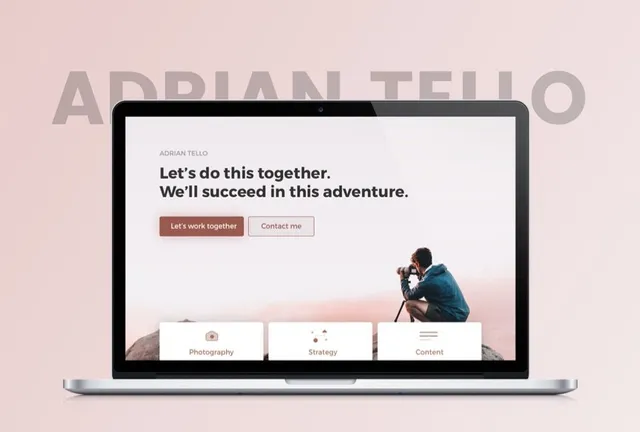 ADRIAN TELLO
ADRIAN TELLO
Let's do this together.
We'll succeed in this adventure.
Let's work together
Contact me
Photography
Strategy
Content